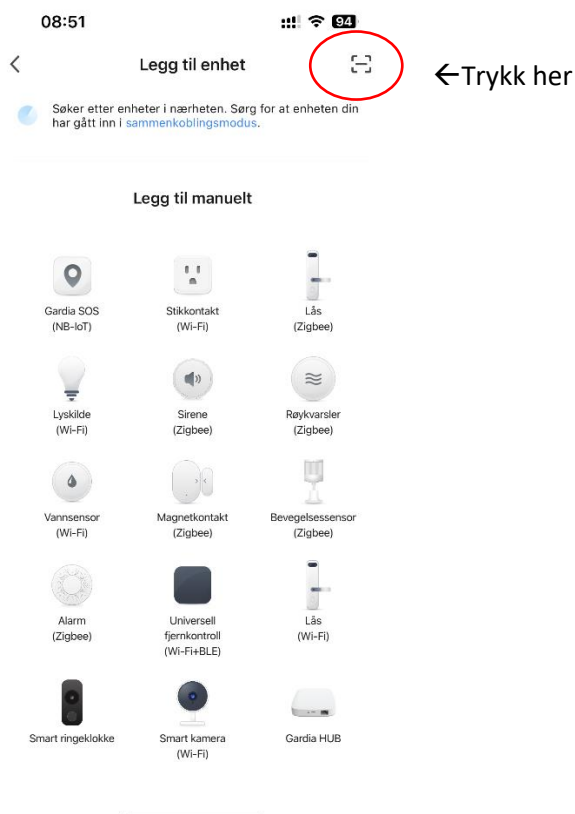 08:51
94
Legg til enhet
←Trykk her
Søker etter enheter i nærheten. Sørg for at enheten din
har gått inn i sammenkoblingsmodus.
Legg til manuelt
Gardia SOS
(NB-IoT)
Stikkontakt
(Wi-Fi)
Lås
(Zigbee)
Lyskilde
(Wi-Fi)
Sirene
(Zigbee)
Røykvarsler
(Zigbee)
Vannsensor
(Wi-Fi)
Magnetkontakt
(Zigbee)
Bevegelsessensor
(Zigbee)
Alarm
(Zigbee)
Universell
fjernkontroll
(Wi-Fi+BLE)
Lås
(Wi-Fi)
Smart ringeklokke
Smart kamera
(Wi-Fi)
Gardia HUB